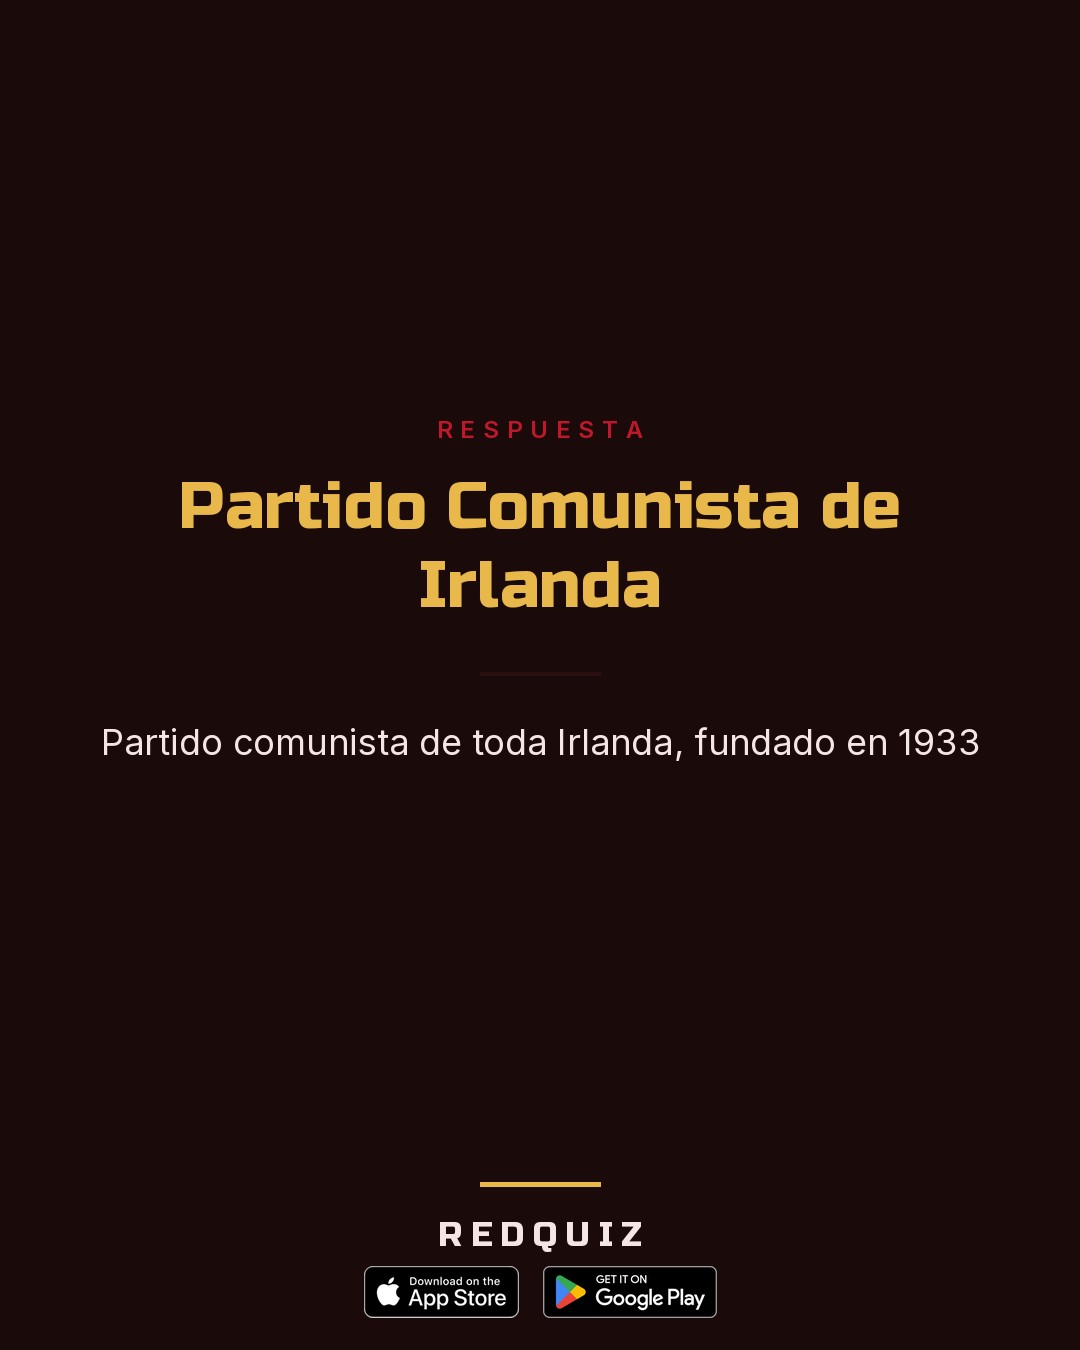 RESPUESTA
Partido Comunista de
Irlanda
Partido comunista de toda Irlanda, fundado en 1933
REDQUIZ
Download on the
App Store
GET IT ON
Google Play